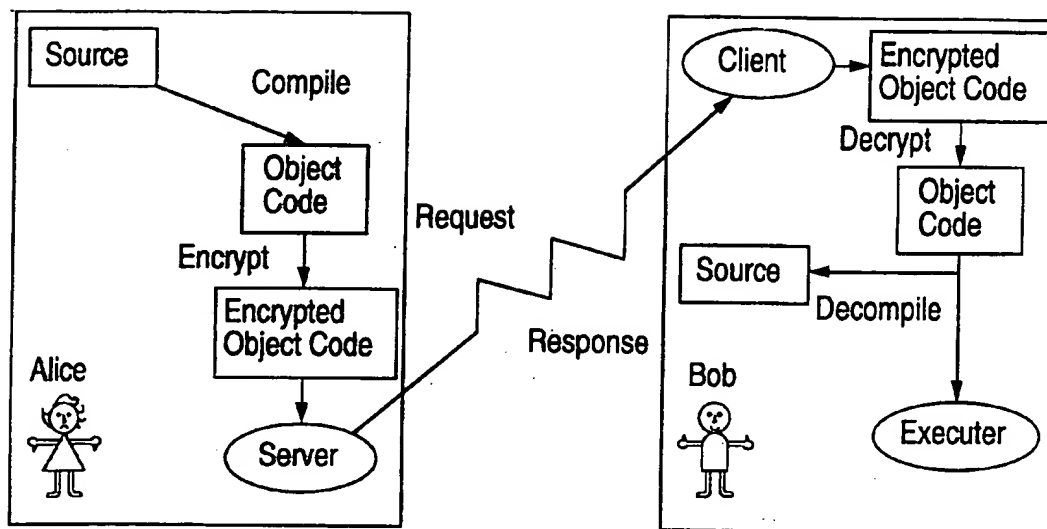 Source
Compile
Object
Code
Encrypt
Encrypted
Object Code
Alice
Server
Request
Response
Client
Encrypted
Object Code
Decrypt
Object
Code
Source
Decompile
Bob
Executer